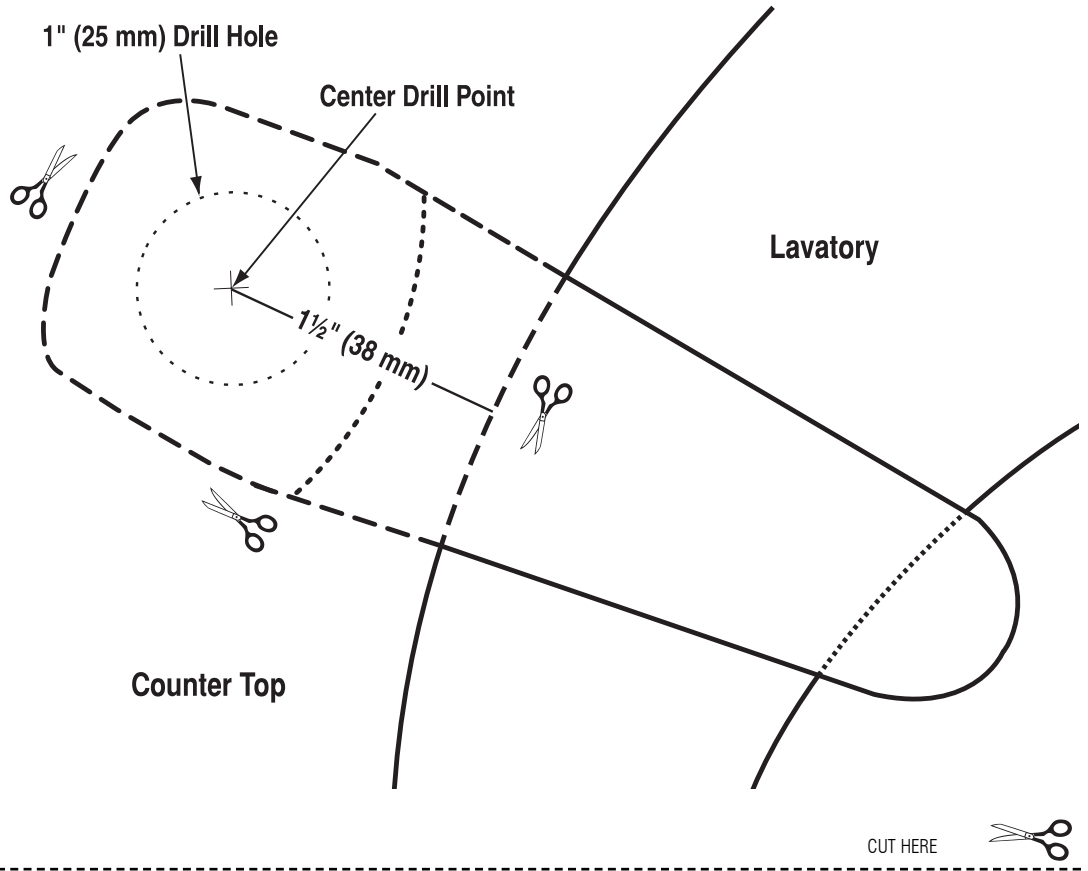 1" (25 mm) Drill Hole
Center Drill Point
Lavatory
1½" (38 mm)
Counter Top
CUT HERE